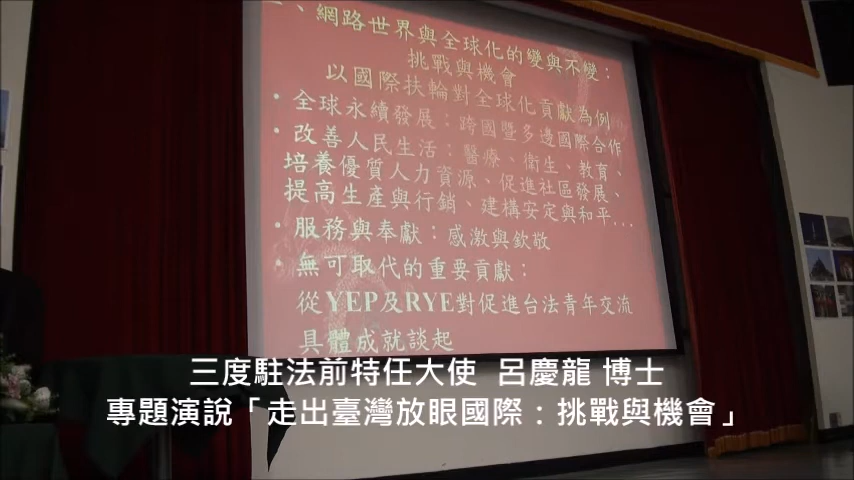 一、網路世界與全球化的變與不變：
挑戰與機會
以國際扶輪對全球化貢獻為例
・全球永續發展：跨國暨多邊國際合作
・改善人民生活：醫療、衛生、教育、
培養優質人力資源、促進社區發展、
提高生產與行銷、建構安定與和平...
・服務與奉獻：感激與欽敬
・無可取代的重要貢獻：
從YEP及RYE對促進台法青年交流
具體成就談起
三度駐法前特任大使 呂慶龍 博士
專題演說「走出臺灣放眼國際：挑戰與機會」